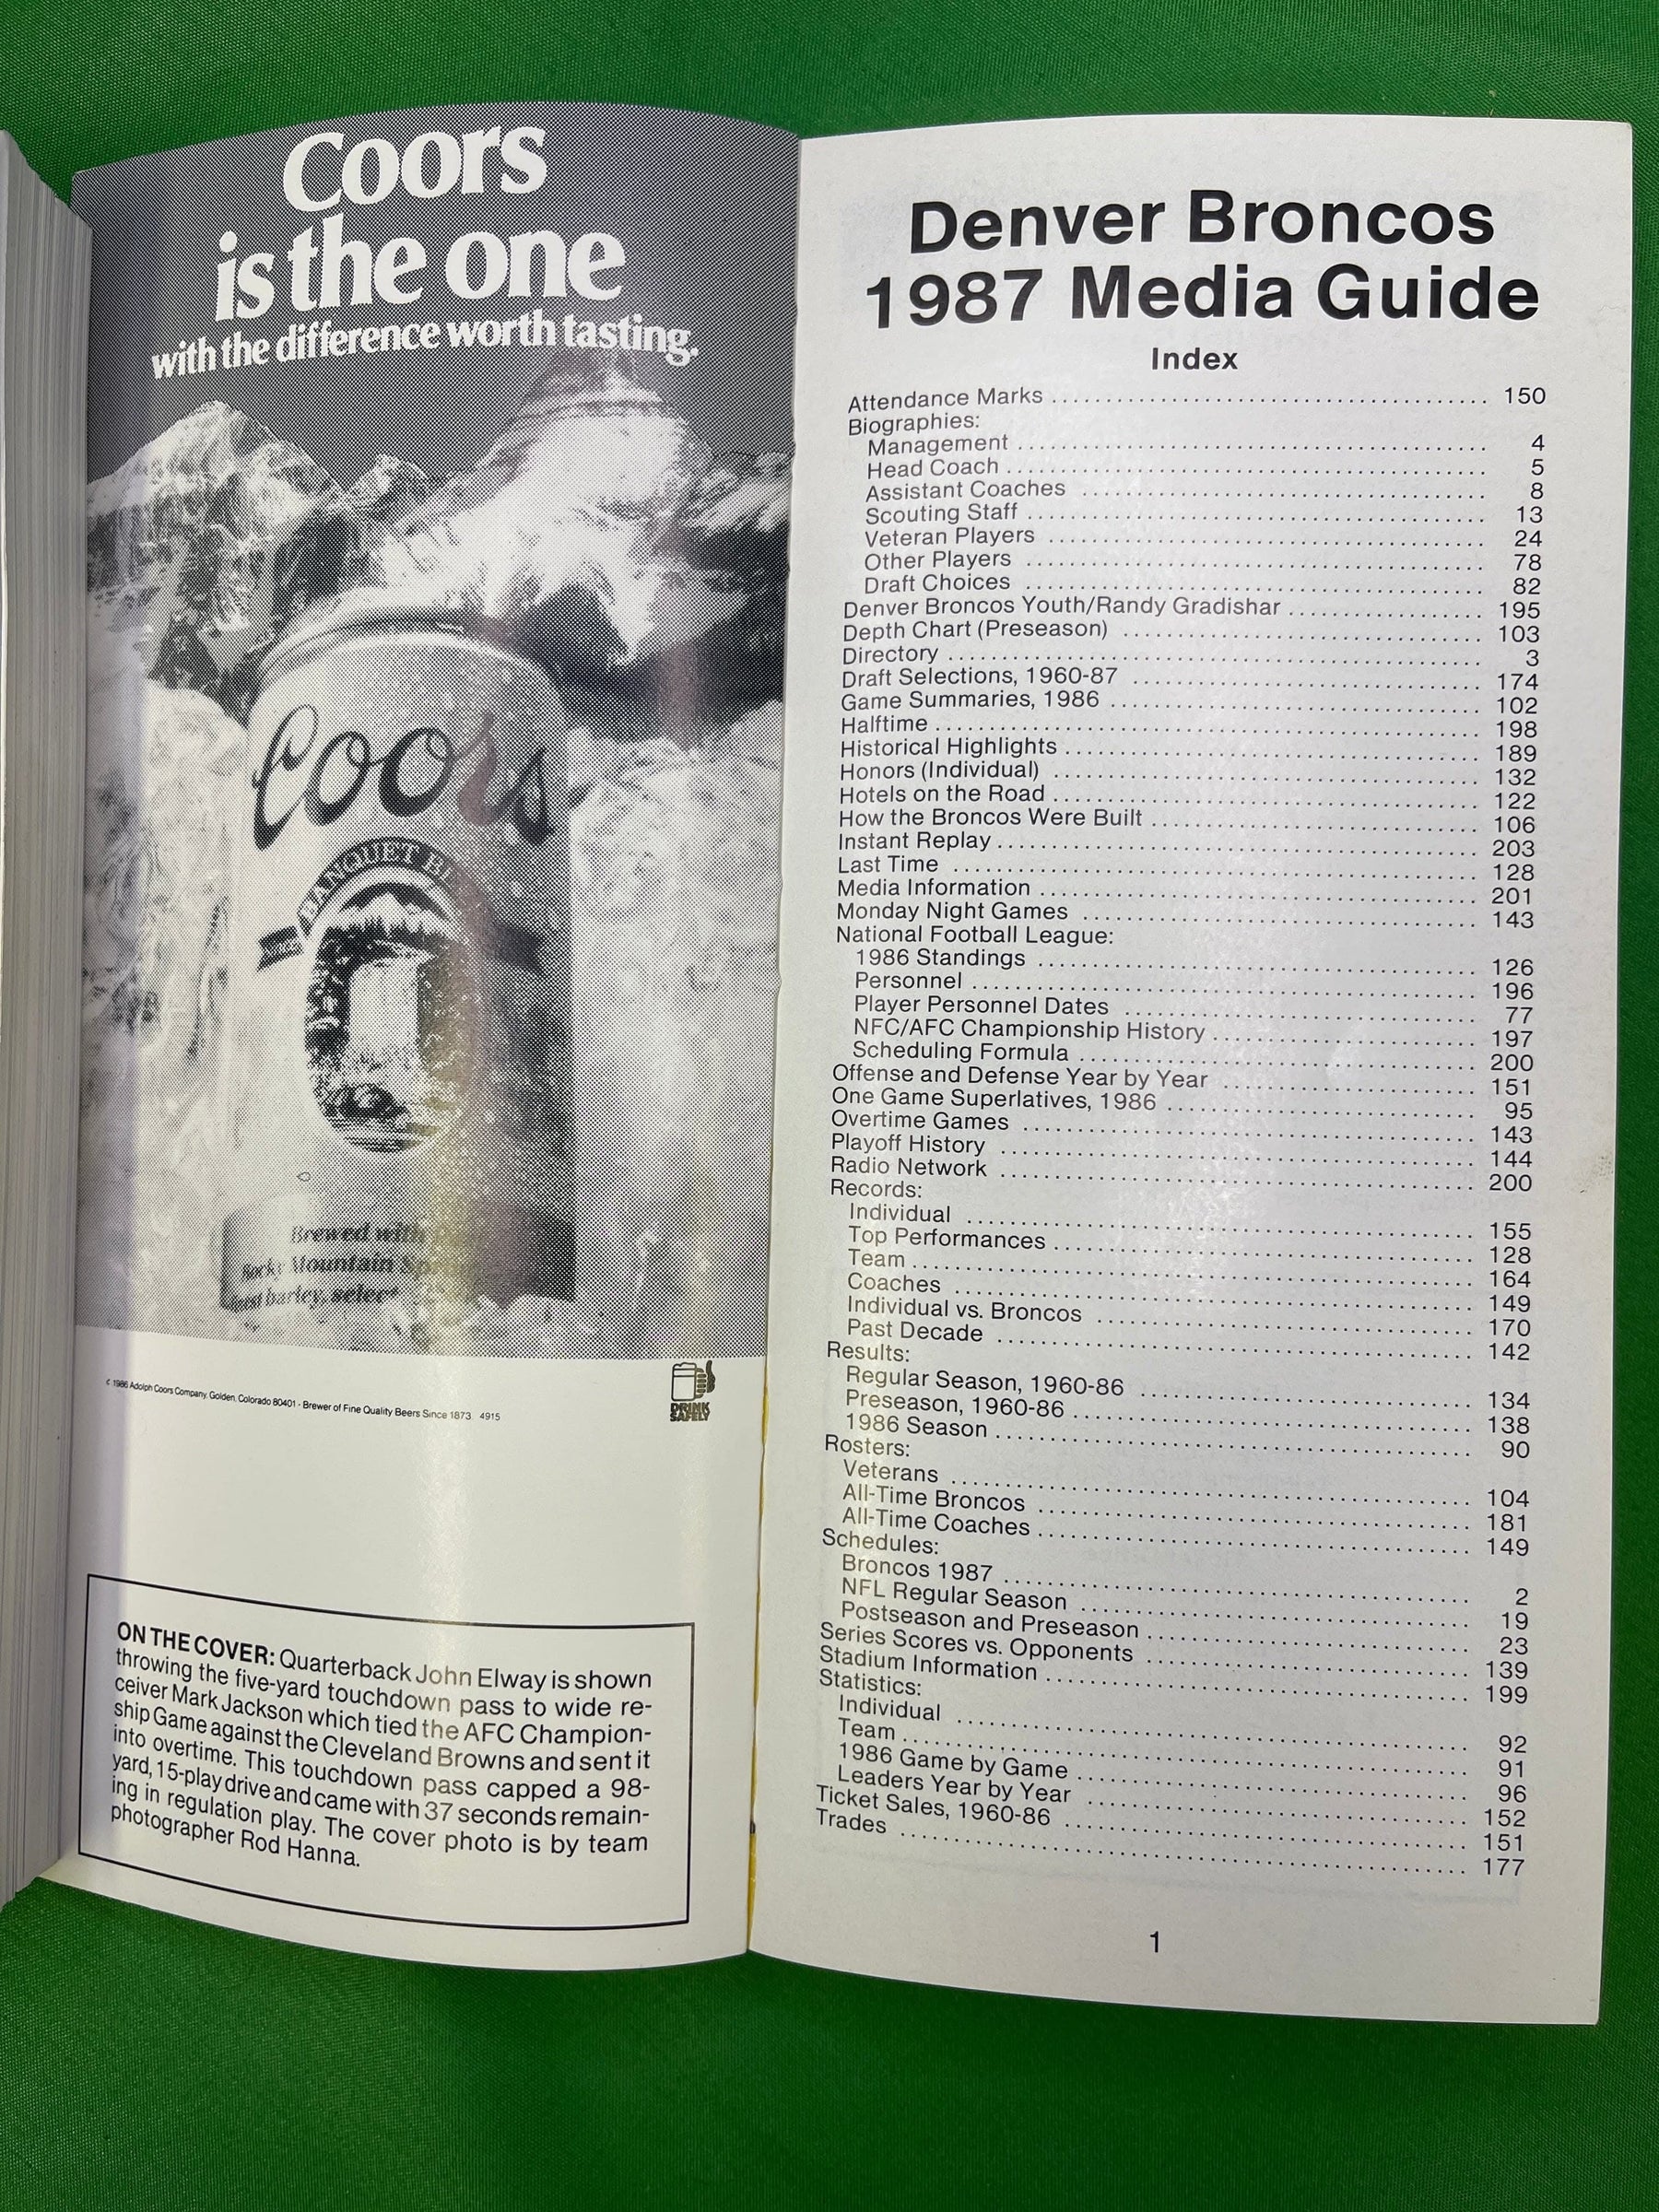 Coors
is the one
with the difference worth tasting.
Coors
BANQUET
Brewed with
Rocky Mountain
barley, select
© 1986 Adolph Coors Company, Golden, Colorado 80401 · Brewer of Fine Quality Beers Since 1873. 4915
DRINK
SAFELY
ON THE COVER: Quarterback John Elway is shown
throwing the five-yard touchdown pass to wide re-
ceiver Mark Jackson which tied the AFC Champion-
ship Game against the Cleveland Browns and sent it
into overtime. This touchdown pass capped a 98-
yard, 15-play drive and came with 37 seconds remain-
ing in regulation play. The cover photo is by team
photographer Rod Hanna.
Denver Broncos
1987 Media Guide
Index
Attendance Marks ........ 150
Biographies:
Management ........ 4
Head Coach ........ 5
Assistant Coaches ........ 8
Scouting Staff ........ 13
Veteran Players ........ 24
Other Players ........ 78
Draft Choices ........ 82
Denver Broncos Youth/Randy Gradishar ........ 195
Depth Chart (Preseason) ........ 103
Directory ........ 3
Draft Selections, 1960-87 ........ 174
Game Summaries, 1986 ........ 102
Halftime ........ 198
Historical Highlights ........ 189
Honors (Individual) ........ 132
Hotels on the Road ........ 122
How the Broncos Were Built ........ 106
Instant Replay ........ 203
Last Time ........ 128
Media Information ........ 201
Monday Night Games ........ 143
National Football League:
1986 Standings ........ 126
Personnel ........ 196
Player Personnel Dates ........ 77
NFC/AFC Championship History ........ 197
Scheduling Formula ........ 200
Offense and Defense Year by Year ........ 151
One Game Superlatives, 1986 ........ 95
Overtime Games ........ 143
Playoff History ........ 144
Radio Network ........ 200
Records:
Individual ........ 155
Top Performances ........ 128
Team ........ 164
Coaches ........ 149
Individual vs. Broncos ........ 170
Past Decade ........ 142
Results:
Regular Season, 1960-86 ........ 134
Preseason, 1960-86 ........ 138
1986 Season ........ 90
Rosters:
Veterans ........ 104
All-Time Broncos ........ 181
All-Time Coaches ........ 149
Schedules:
Broncos 1987 ........ 2
NFL Regular Season ........ 19
Postseason and Preseason ........ 23
Series Scores vs. Opponents ........ 139
Stadium Information ........ 199
Statistics:
Individual ........ 92
Team ........ 91
1986 Game by Game ........ 96
Leaders Year by Year ........ 152
Ticket Sales, 1960-86 ........ 151
Trades ........ 177
1